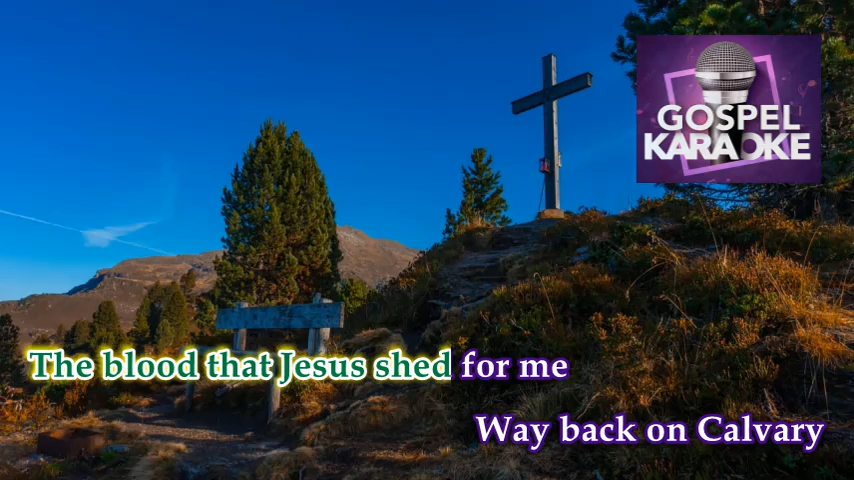 GOSPEL
KARAOKE
The blood that Jesus shed for me
Way back on Calvary